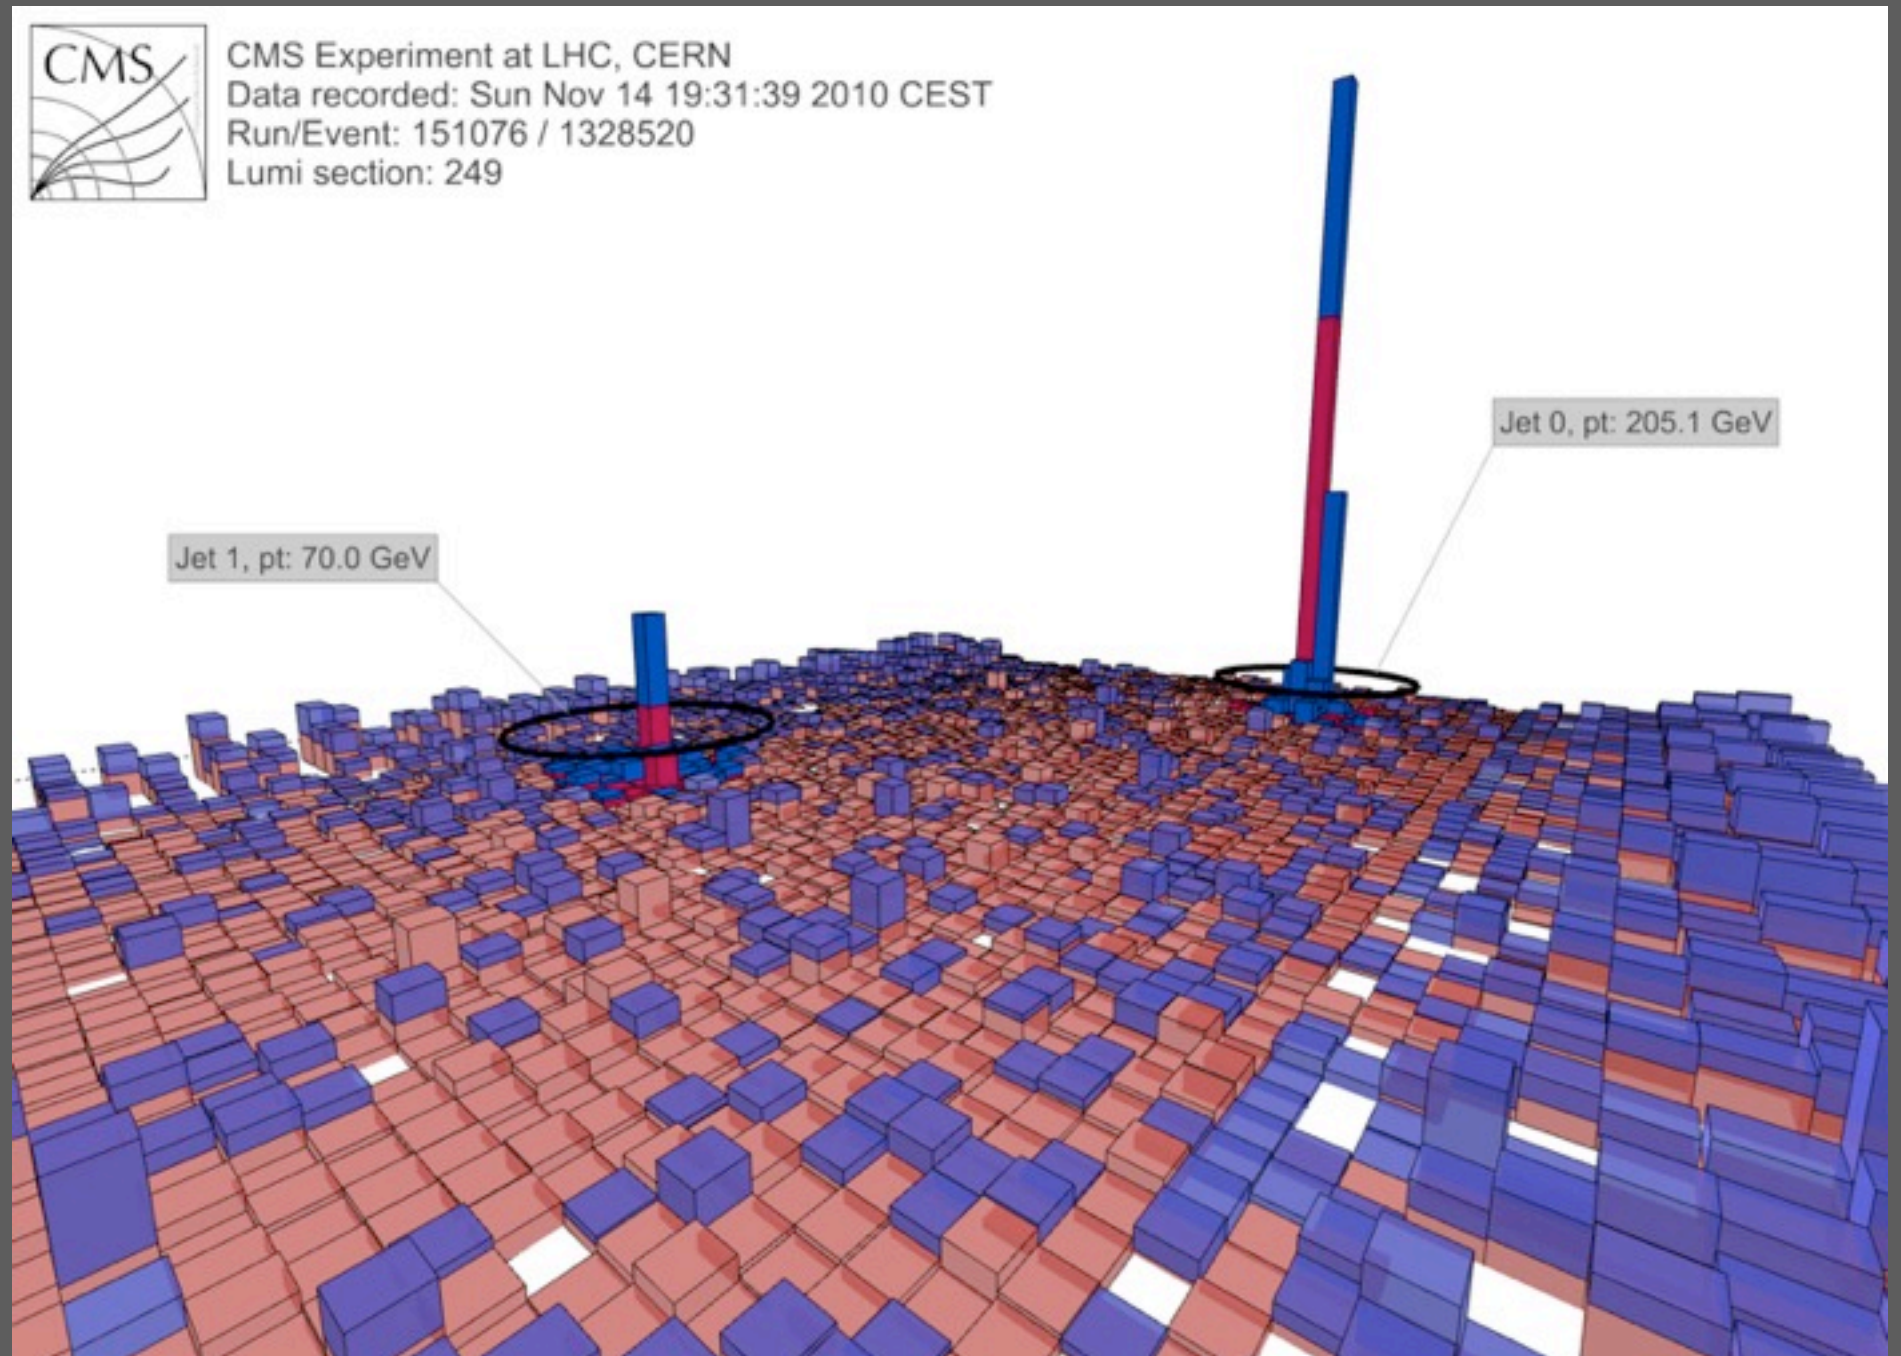 CMS
CMS Experiment at LHC, CERN
Data recorded: Sun Nov 14 19:31:39 2010 CEST
Run/Event: 151076 / 1328520
Lumi section: 249
Jet 0, pt: 205.1 GeV
Jet 1, pt: 70.0 GeV